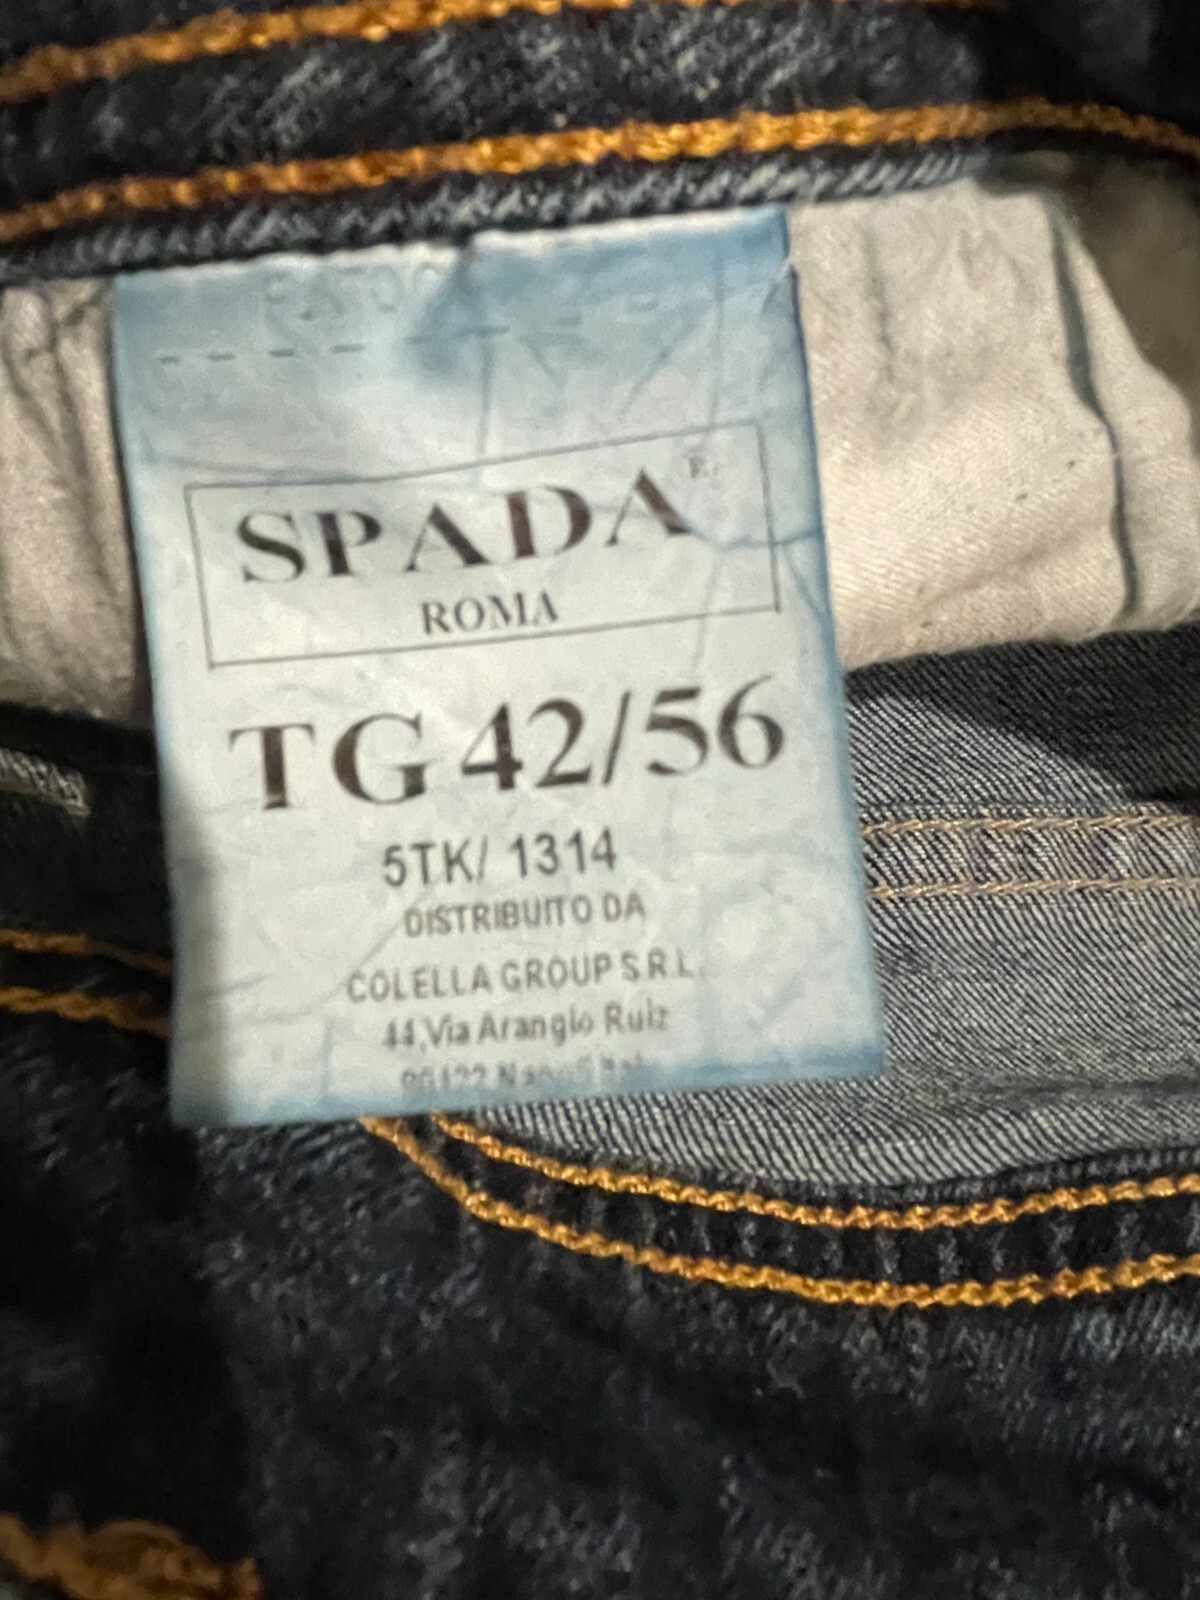 SPADA
ROMA
TG 42/56
5TK/ 1314
DISTRIBUITO DA
COLELLA GROUP S.R.L.
44,Via Arangio Ruiz